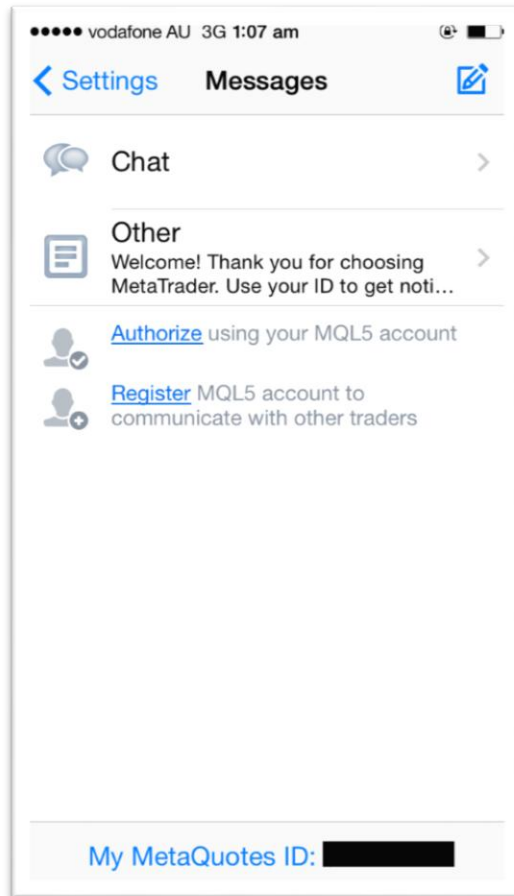 vodafone AU 3G 1:07 am
Settings Messages
Chat
Other
Welcome! Thank you for choosing
MetaTrader. Use your ID to get noti...
Authorize using your MQL5 account
Register MQL5 account to
communicate with other traders
My MetaQuotes ID: